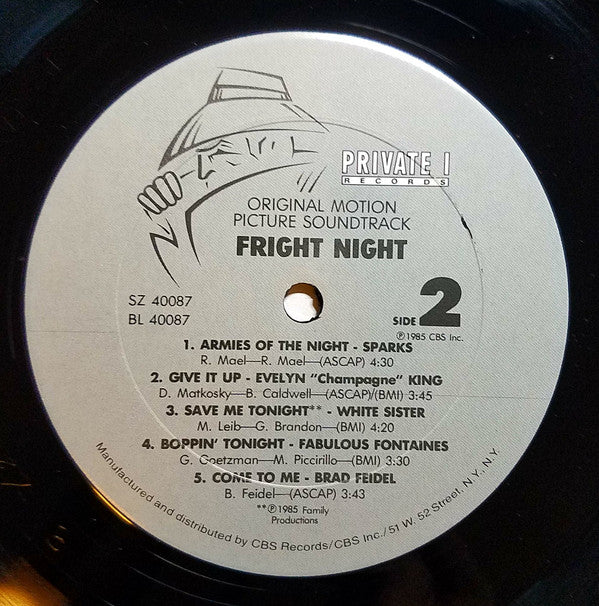 PRIVATE I
RECORDS
ORIGINAL MOTION
PICTURE SOUNDTRACK
FRIGHT NIGHT
SZ 40087
BL 40087
SIDE 2
℗1985 CBS Inc.
1. ARMIES OF THE NIGHT - SPARKS
R. Mael—R. Mael—(ASCAP) 4:30
2. GIVE IT UP - EVELYN "Champagne" KING
D. Matkosky—B. Caldwell—(ASCAP)/(BMI) 3:45
3. SAVE ME TONIGHT** - WHITE SISTER
M. Leib—G. Brandon—(BMI) 4:20
4. BOPPIN' TONIGHT - FABULOUS FONTAINES
G. Goetzman—M. Piccirillo—(BMI) 3:30
5. COME TO ME - BRAD FEIDEL
B. Feidel—(ASCAP) 3:43
**℗1985 Family
Productions
Manufactured and distributed by CBS Records/CBS Inc./51 W. 52 Street, N.Y., N.Y.